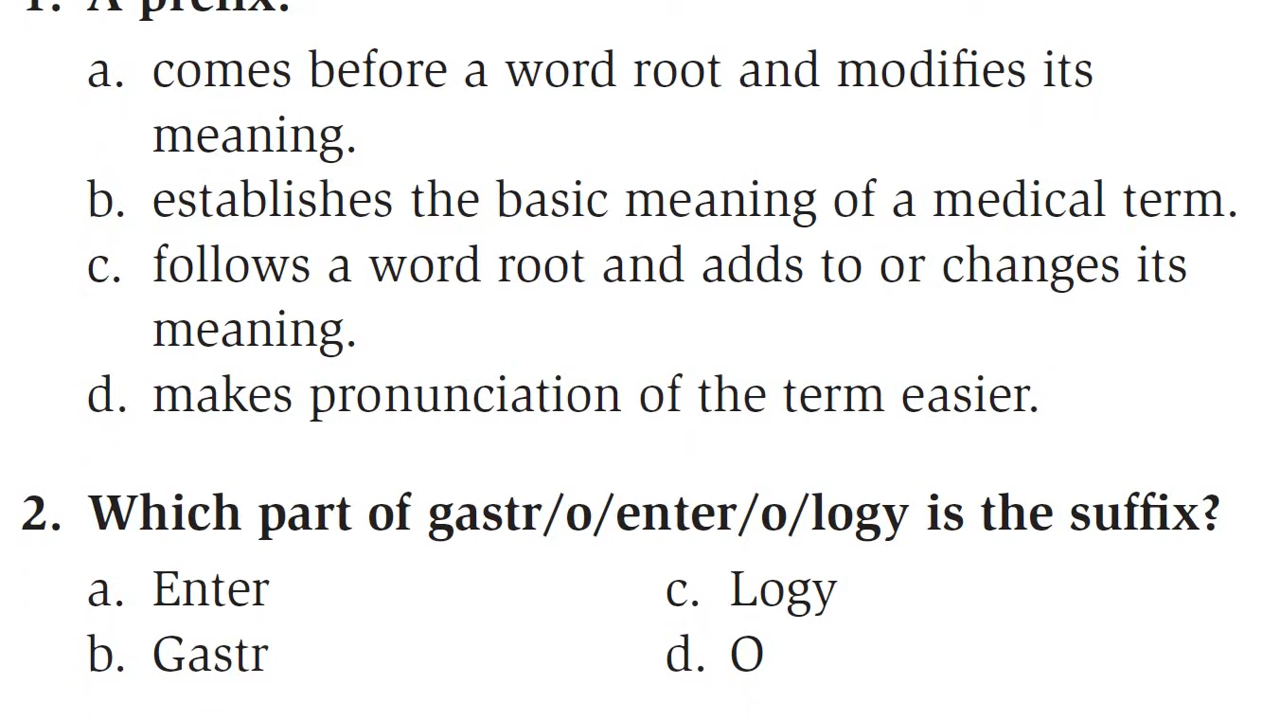 1. A prefix:
a. comes before a word root and modifies its
meaning.
b. establishes the basic meaning of a medical term.
c. follows a word root and adds to or changes its
meaning.
d. makes pronunciation of the term easier.
2. Which part of gastr/o/enter/o/logy is the suffix?
a. Enter
c. Logy
b. Gastr
d. O